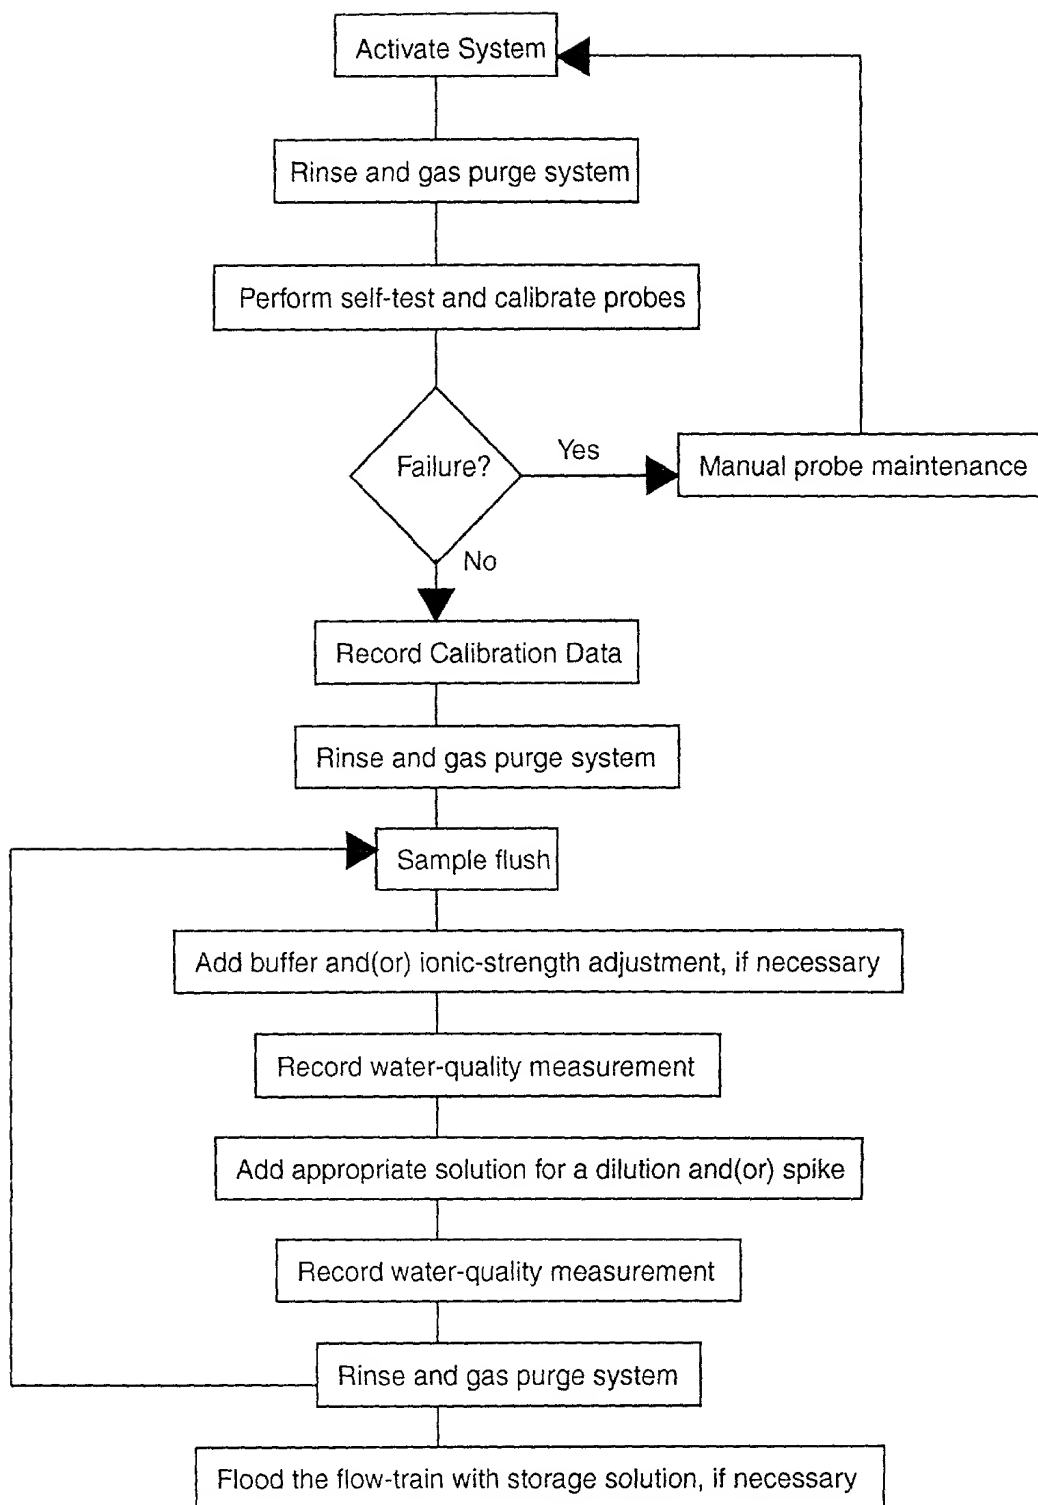 Activate System
Rinse and gas purge system
Perform self-test and calibrate probes
Failure?
Yes
Manual probe maintenance
No
Record Calibration Data
Rinse and gas purge system
Sample flush
Add buffer and(or) ionic-strength adjustment, if necessary
Record water-quality measurement
Add appropriate solution for a dilution and(or) spike
Record water-quality measurement
Rinse and gas purge system
Flood the flow-train with storage solution, if necessary